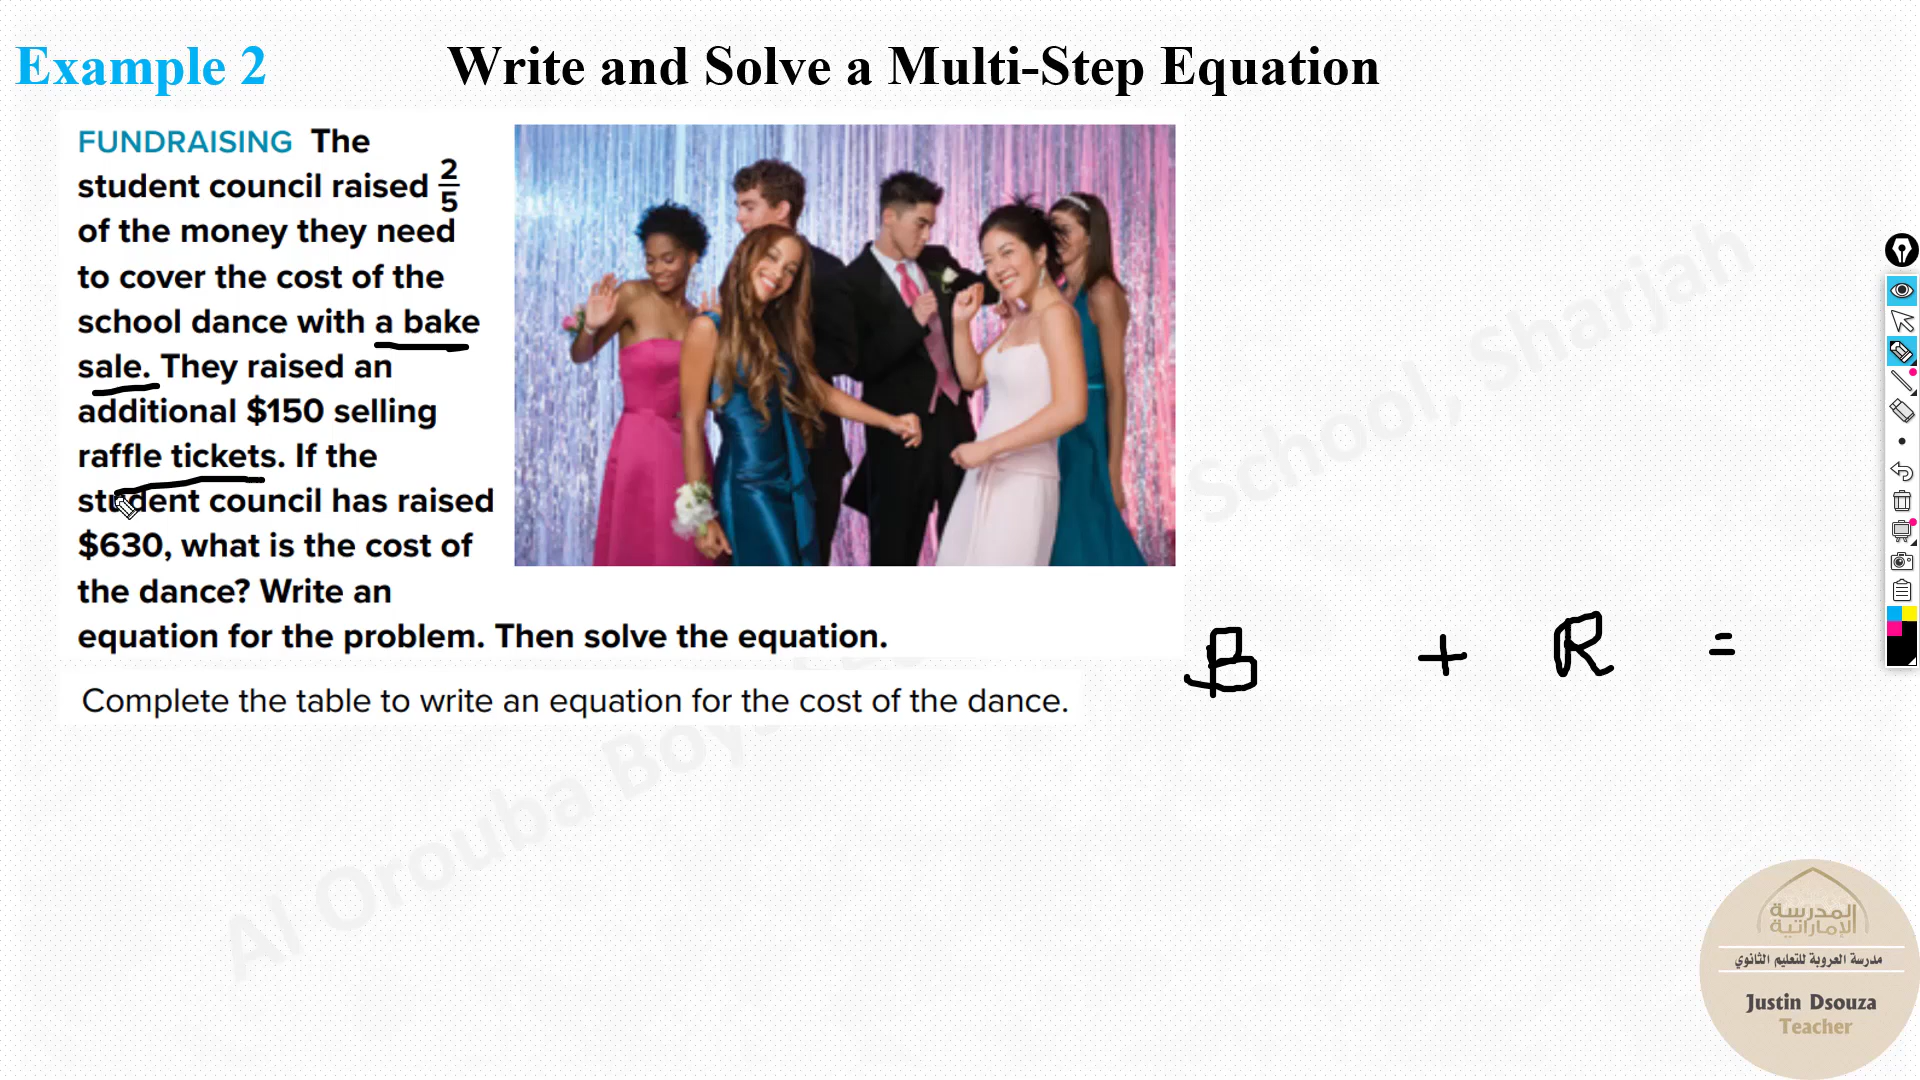 Example 2
Write and Solve a Multi-Step Equation
FUNDRAISING The
student council raised 2/5
of the money they need
to cover the cost of the
school dance with a bake
sale. They raised an
additional $150 selling
raffle tickets. If the
student council has raised
$630, what is the cost of
the dance? Write an
equation for the problem. Then solve the equation.
B + R =
Complete the table to write an equation for the cost of the dance.
Al Orouba Boys School, Sharjah
المدرسة
الإماراتية
مدرسة العروبة للتعليم الثانوي
Justin Dsouza
Teacher